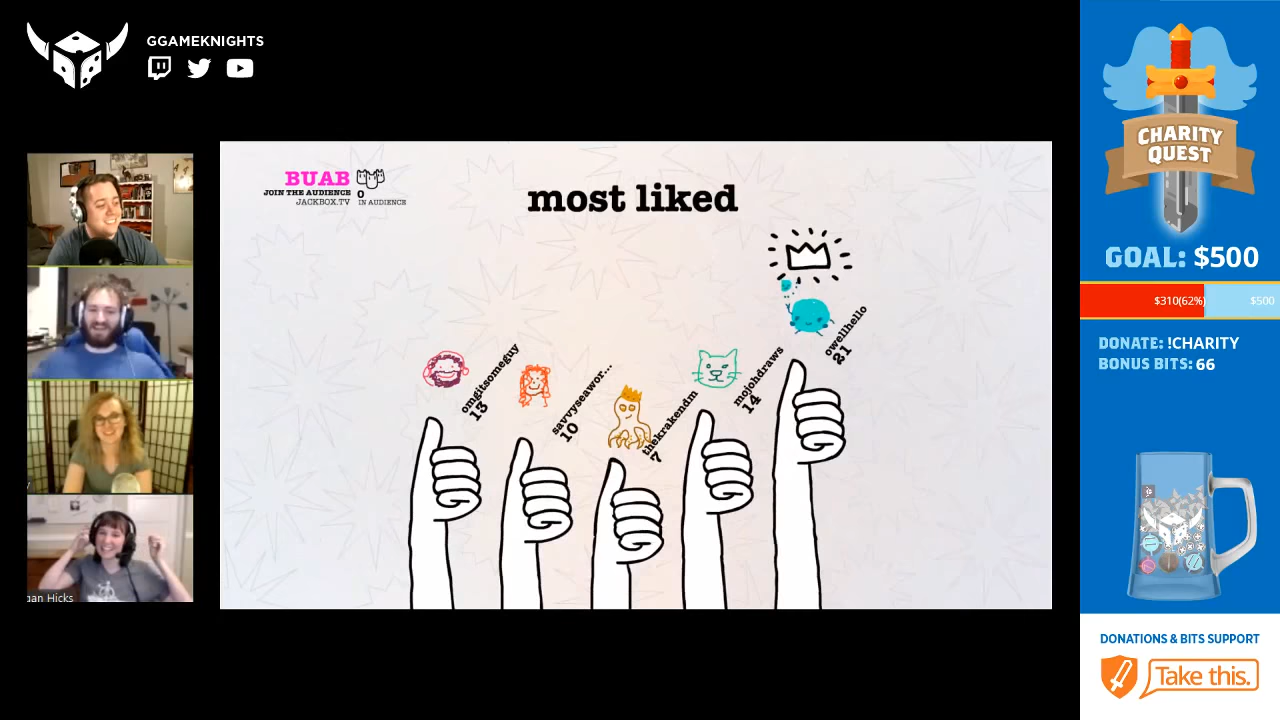 GGAMEKNIGHTS
BUAB
JOIN THE AUDIENCE
JACKBOX.TV
0
IN AUDIENCE
most liked
omgitsomeguy
13
savvyseawor...
10
thekrakendm
7
mojohdraws
14
owellhello
21
gan Hicks
CHARITY
QUEST
GOAL: $500
$310(62%)
$500
DONATE: !CHARITY
BONUS BITS: 66
DONATIONS & BITS SUPPORT
Take this.